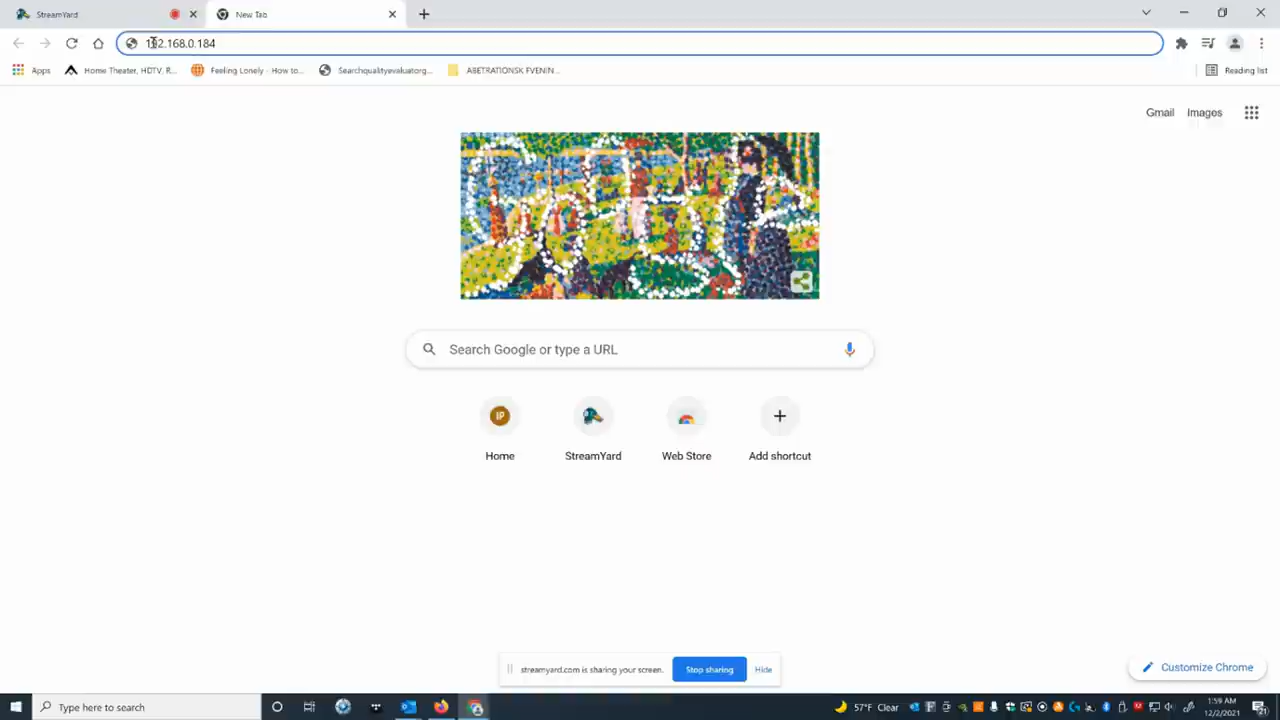 StreamYard
New Tab
192.168.0.184
Apps
Home Theater, HDTV, R...
Feeling Lonely - How to...
Searchqualityevaluatorg...
Reading list
Gmail
Images
Search Google or type a URL
IP
Home
StreamYard
Web Store
Add shortcut
streamyard.com is sharing your screen.
Stop sharing
Hide
Customize Chrome
Type here to search
57°F Clear
1:59 AM
12/2/2021
21